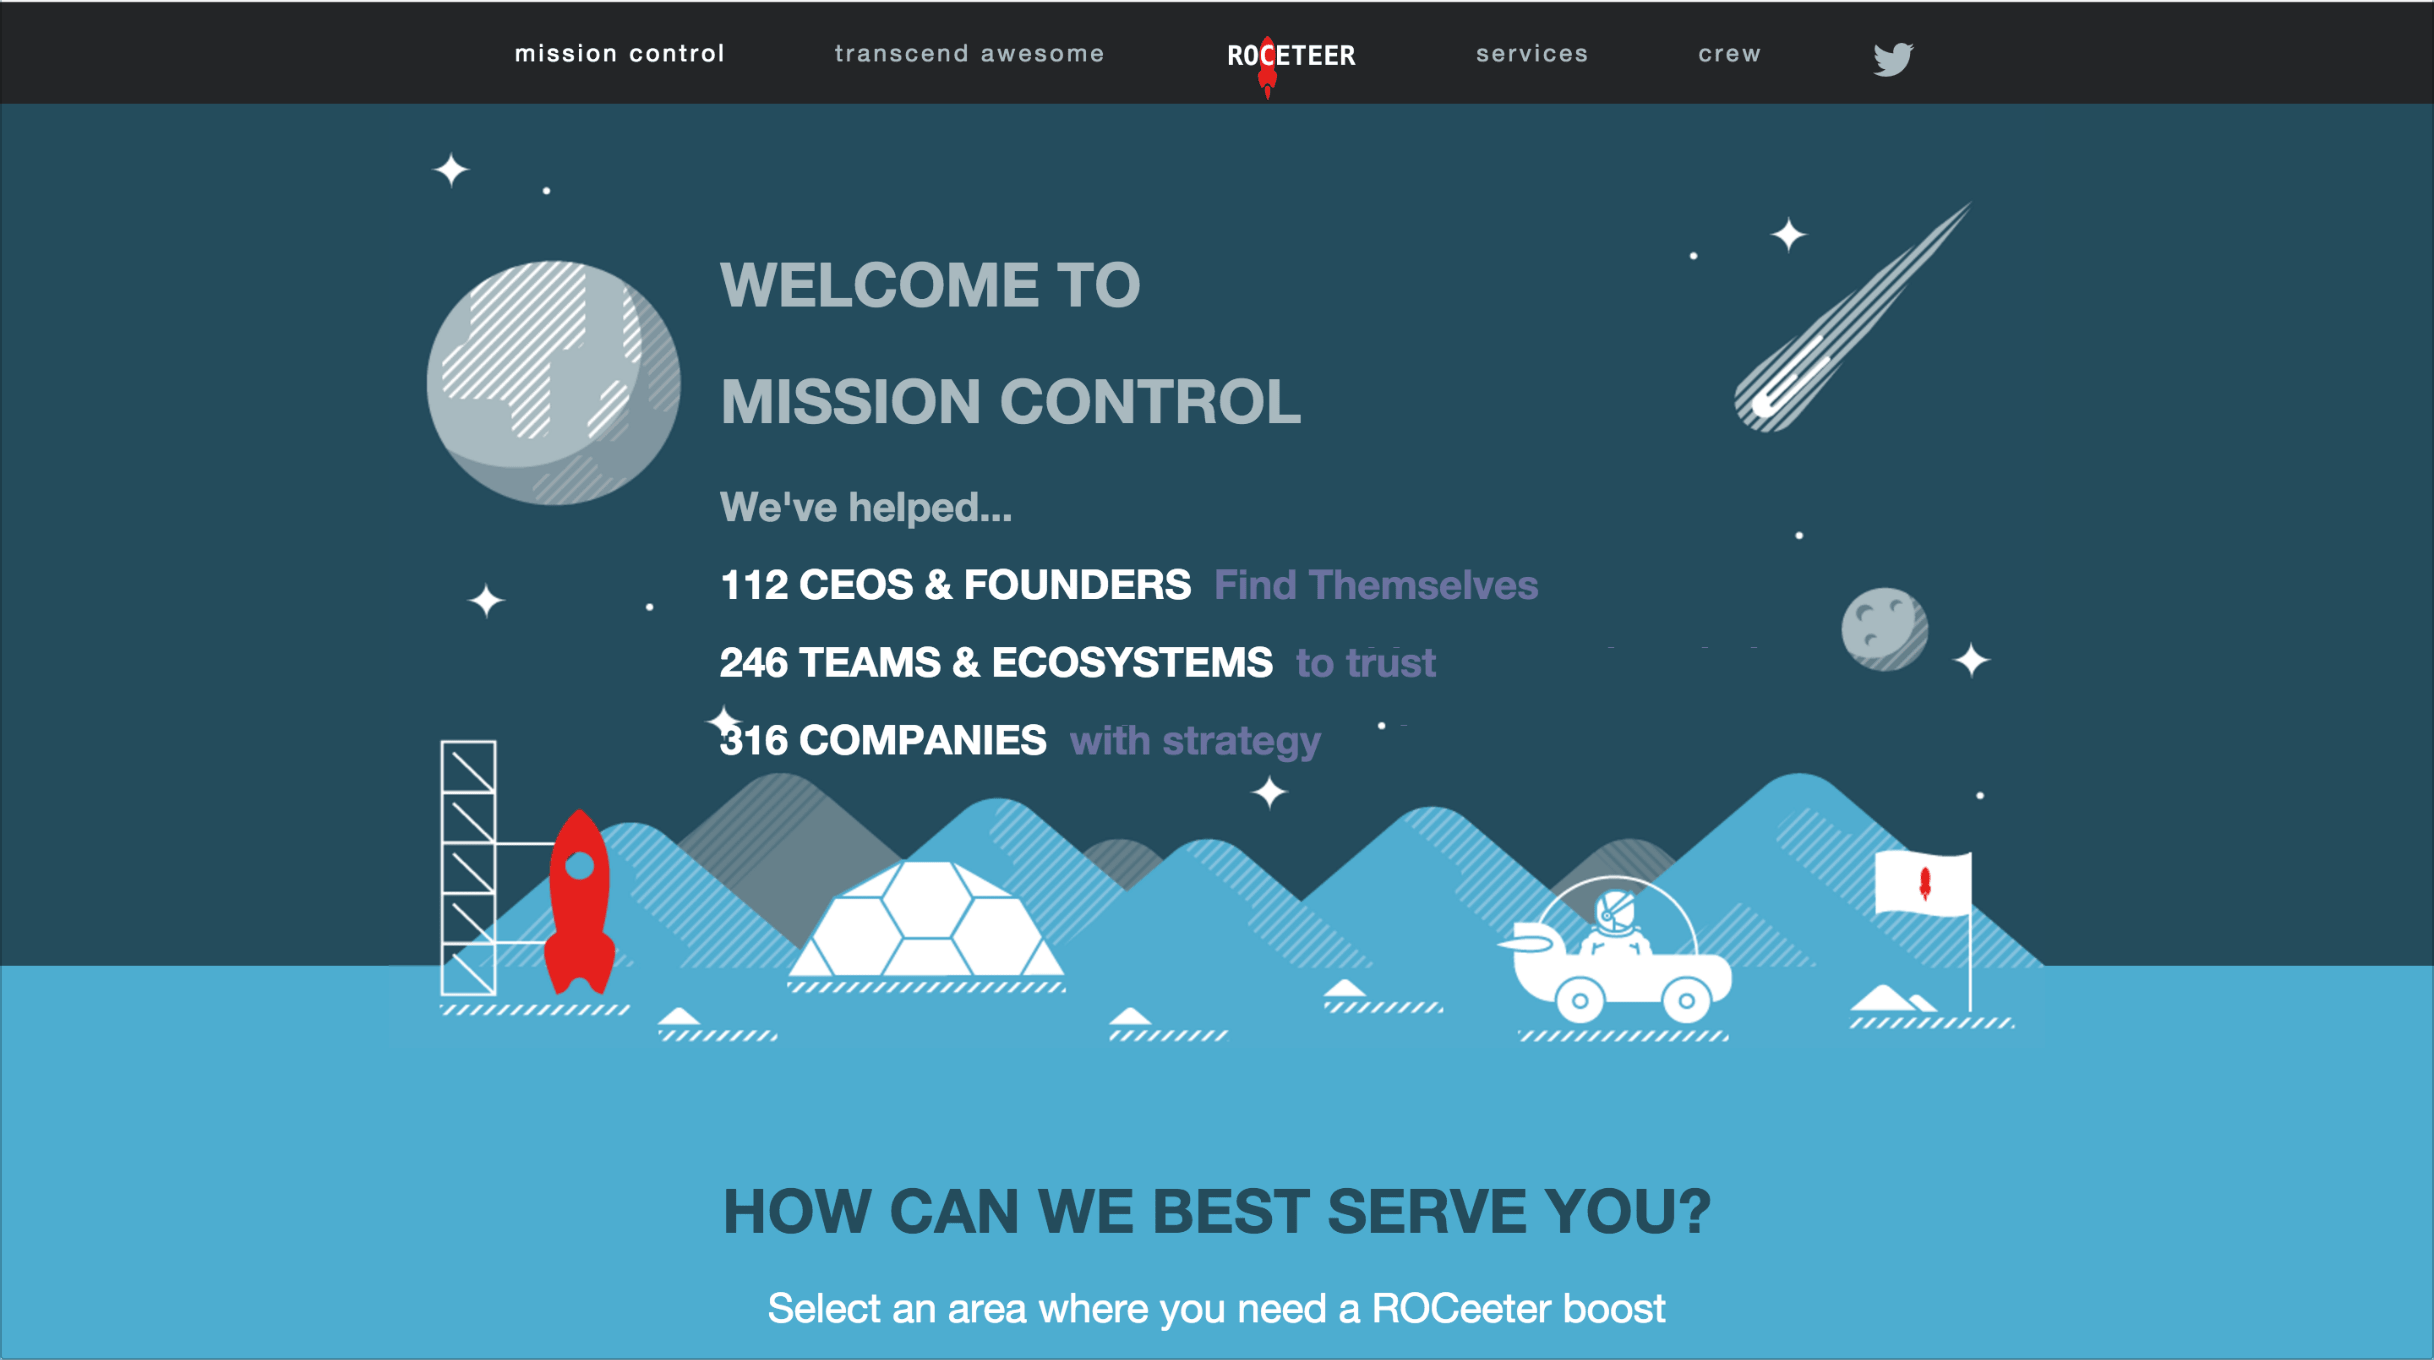 mission control
transcend awesome
ROCETEER
services
crew
WELCOME TO
MISSION CONTROL
We've helped...
112 CEOS & FOUNDERS Find Themselves
246 TEAMS & ECOSYSTEMS to trust
316 COMPANIES with strategy
HOW CAN WE BEST SERVE YOU?
Select an area where you need a ROCeeter boost